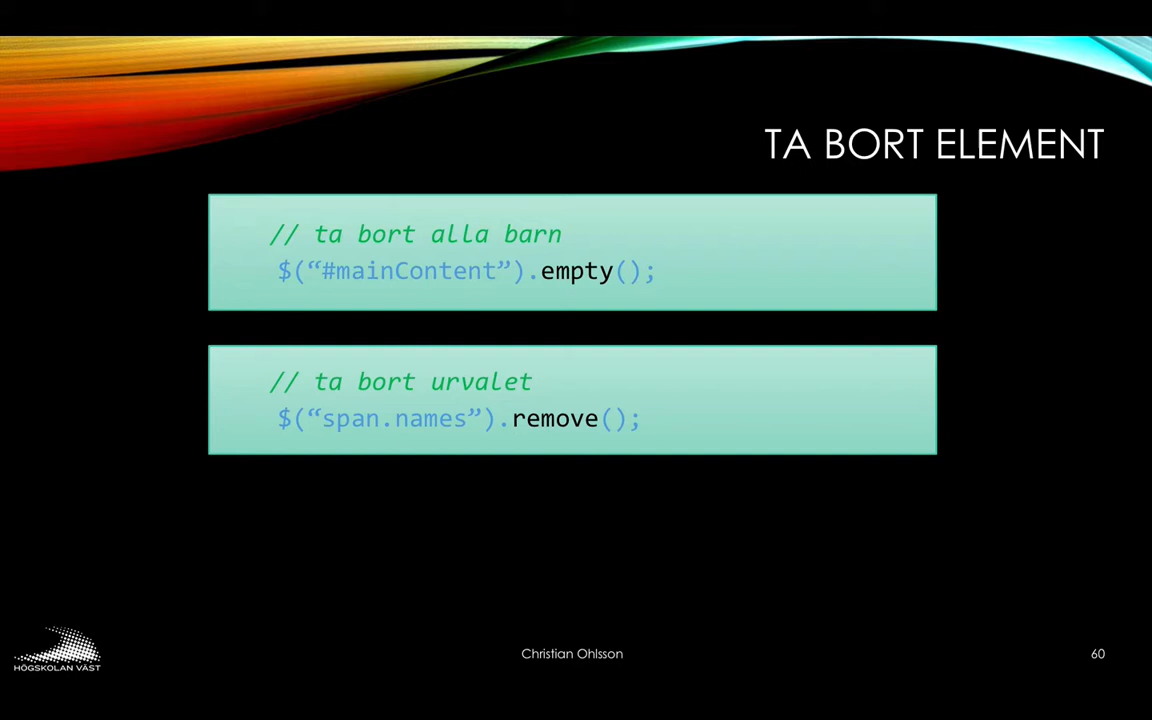 TA BORT ELEMENT
// ta bort alla barn
$(“#mainContent”).empty();
// ta bort urvalet
$(“span.names”).remove();
HÖGSKOLAN VÄST
Christian Ohlsson
60